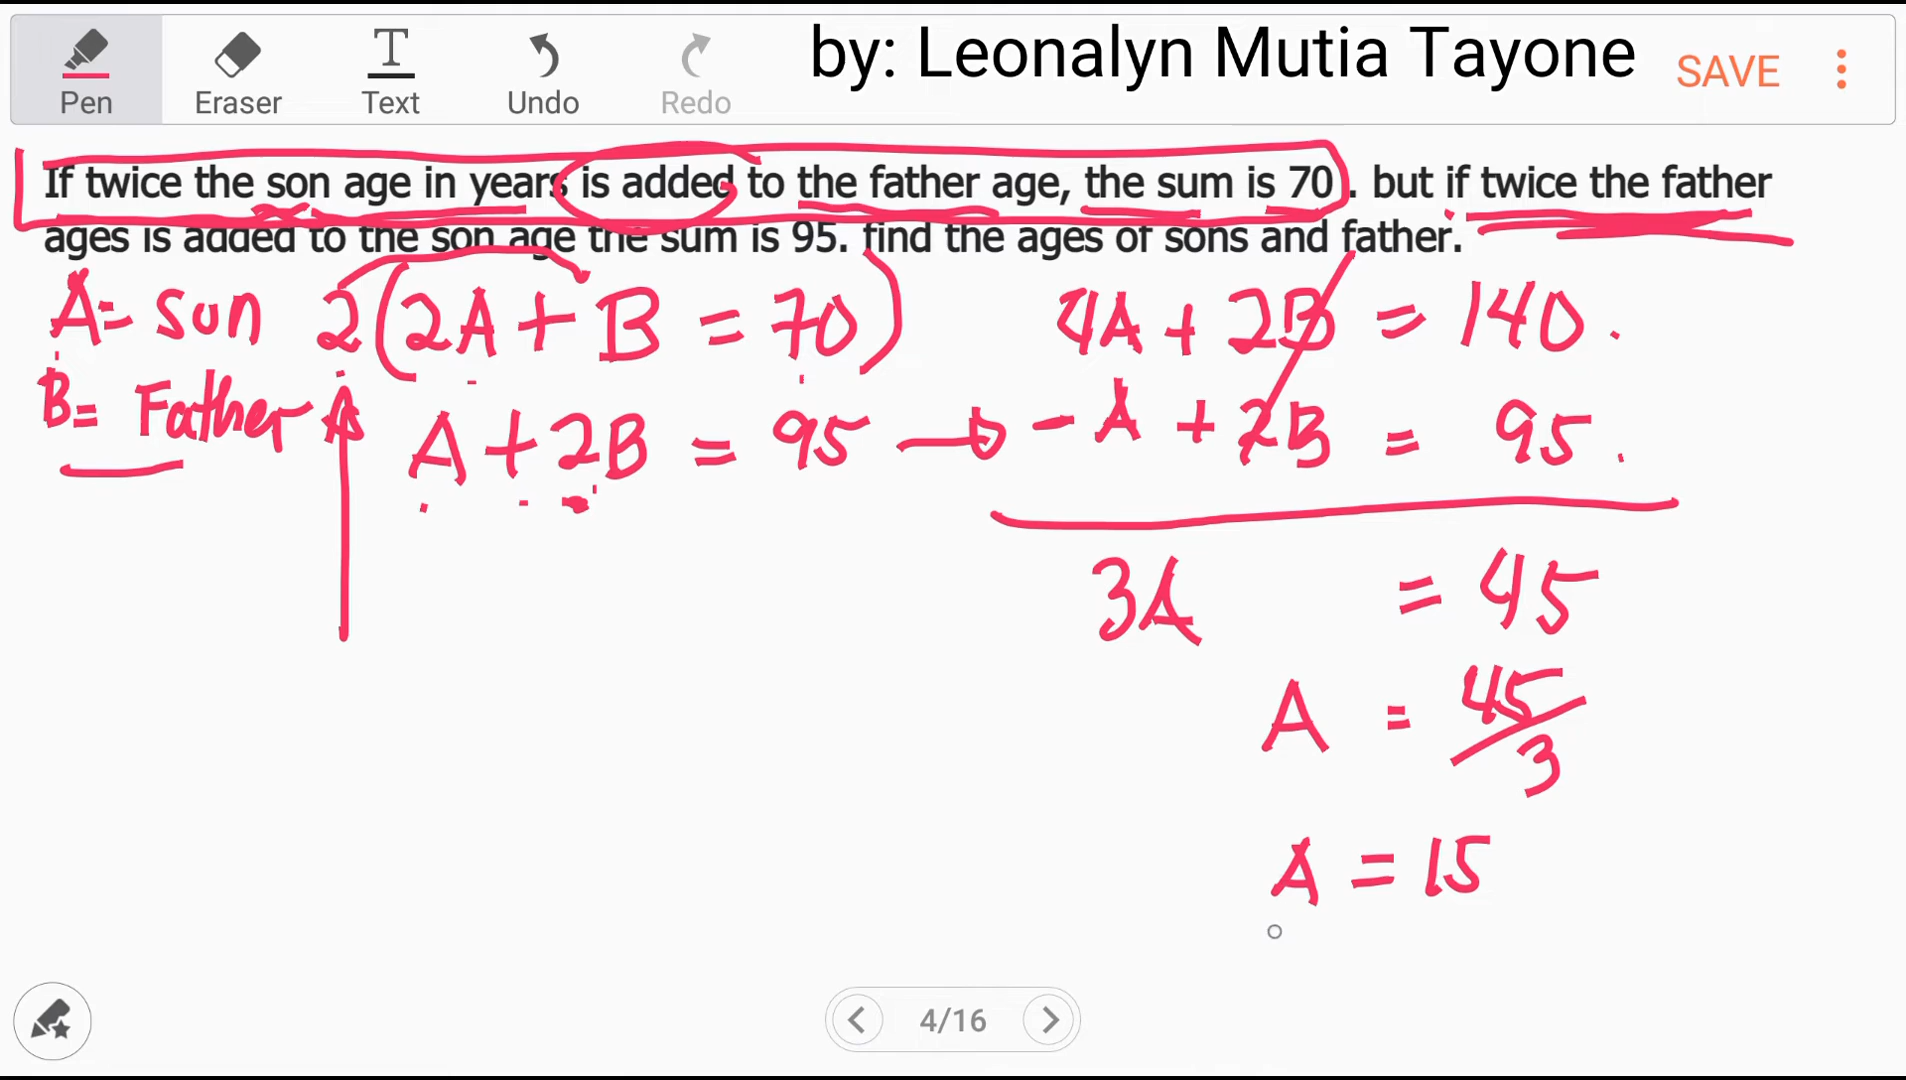 by: Leonalyn Mutia Tayone
SAVE
Pen
Eraser
Text
Undo
Redo
If twice the son age in years is added to the father age, the sum is 70 . but if twice the father
ages is added to the son age the sum is 95. find the ages of sons and father.
A= son
2(2A + B = 70)
4A + 2B = 140.
B= Father
A + 2B = 95
- A + 2B = 95.
3A = 45
A = 45/3
A = 15
4/16